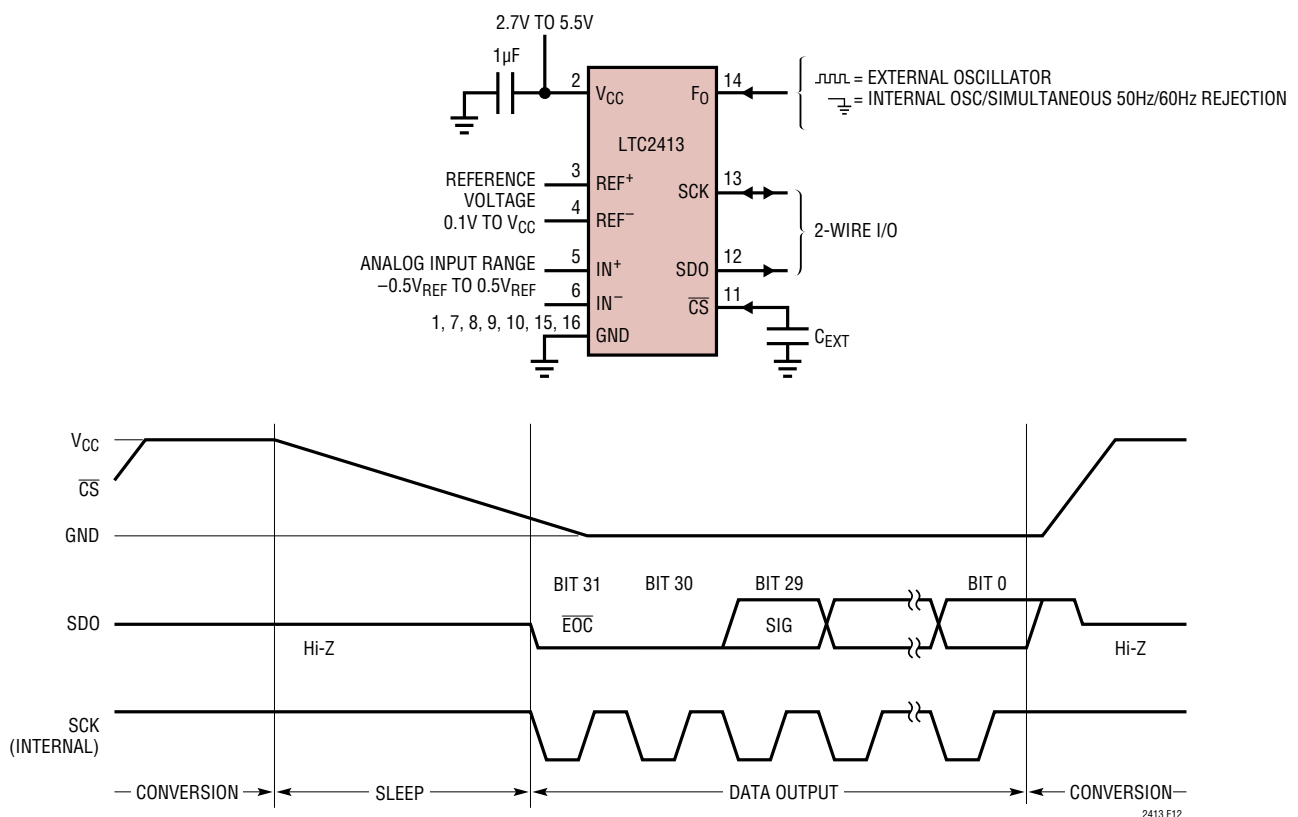 2.7V TO 5.5V
1µF
2
VCC
14
FO
= EXTERNAL OSCILLATOR
= INTERNAL OSC/SIMULTANEOUS 50Hz/60Hz REJECTION
LTC2413
REFERENCE
VOLTAGE
0.1V TO VCC
3
REF+
4
REF–
13
SCK
2-WIRE I/O
ANALOG INPUT RANGE
–0.5VREF TO 0.5VREF
5
IN+
6
IN–
12
SDO
11
CS
1, 7, 8, 9, 10, 15, 16
GND
CEXT
VCC
CS
GND
BIT 31
BIT 30
BIT 29
BIT 0
SDO
EOC
SIG
Hi-Z
Hi-Z
SCK
(INTERNAL)
CONVERSION
SLEEP
DATA OUTPUT
CONVERSION
2413 F12